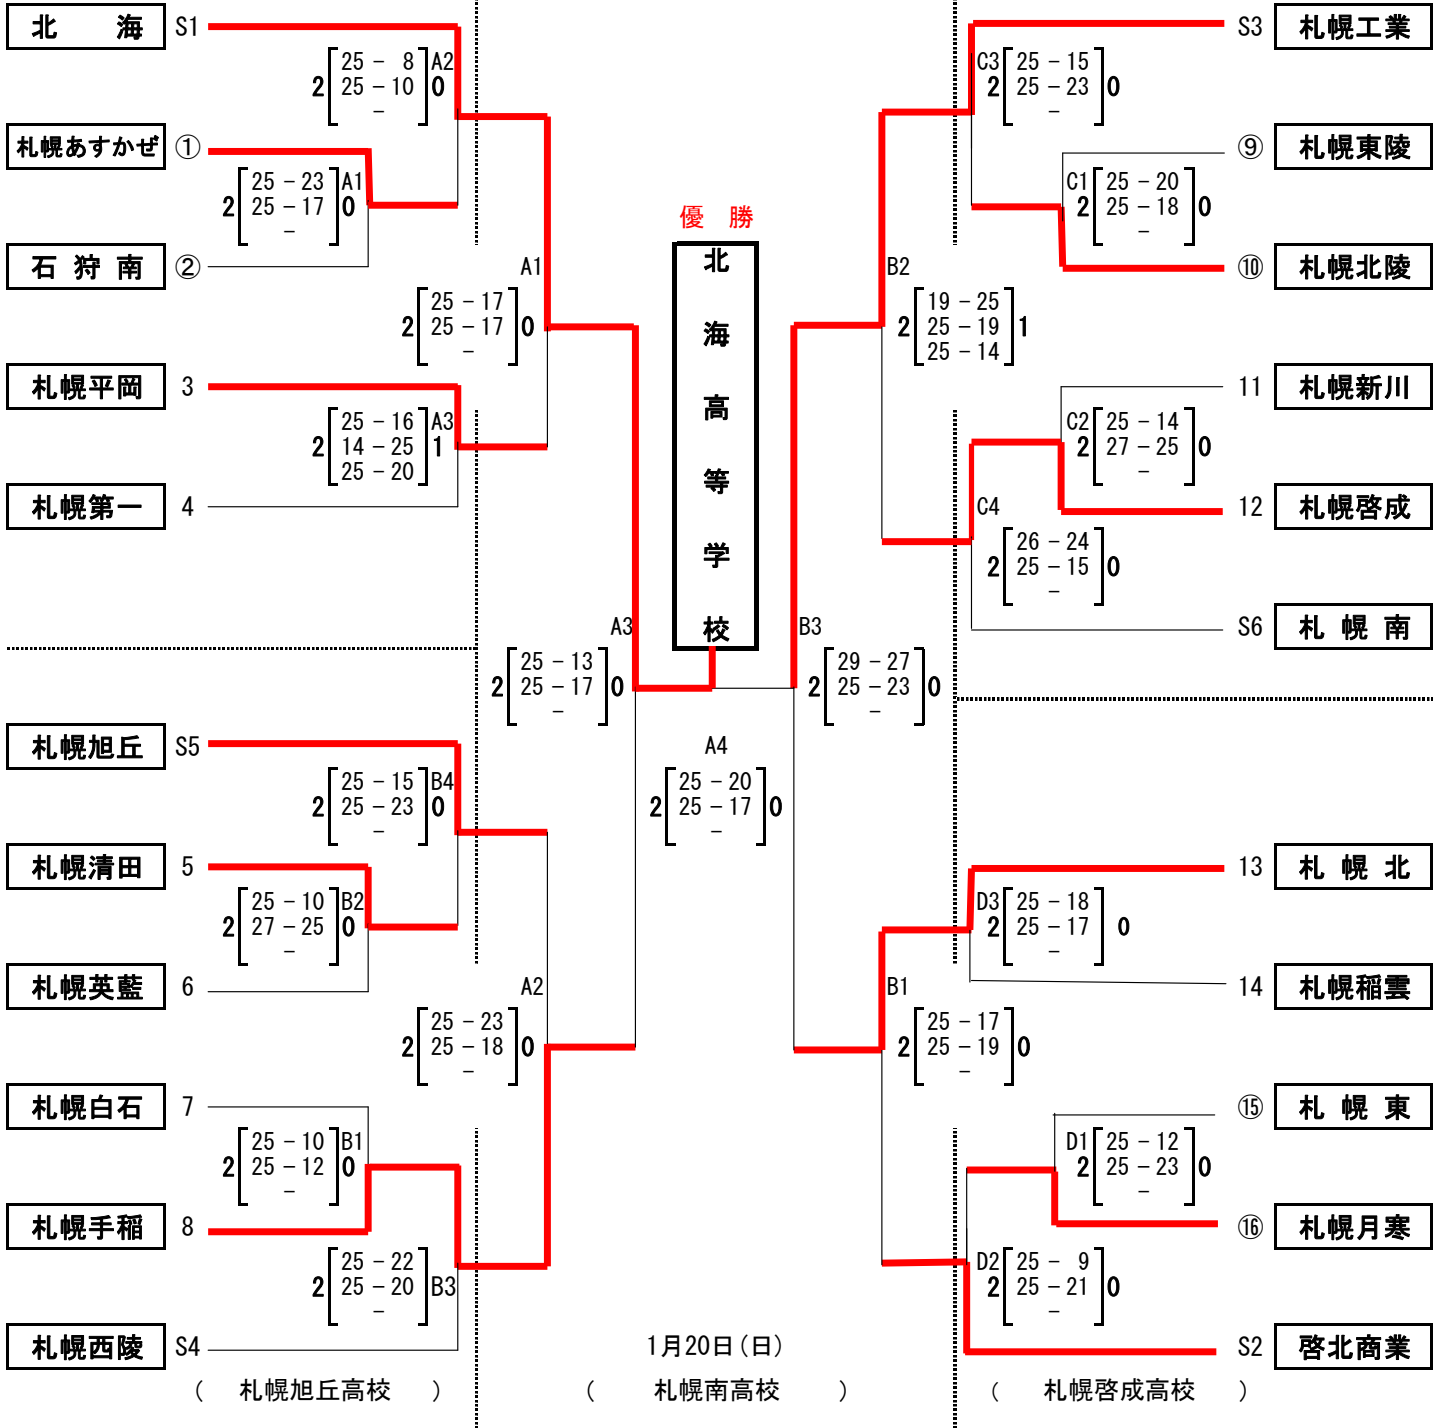 北 海 S1
2 25 － 8 A2
25 －10 0
－
札幌あすかぜ ①
2 25 －23 A1
25 －17 0
－
石 狩 南 ②
A1
2 25 －17
25 －17 0
－
札幌平岡 3
2 25 －16 A3
14 －25 1
25 －20
札幌第一 4
A3
2 25 －13
25 －17 0
－
札幌旭丘 S5
2 25 －15 B4
25 －23 0
－
札幌清田 5
2 25 －10 B2
27 －25 0
－
札幌英藍 6
A2
2 25 －23
25 －18 0
－
札幌白石 7
2 25 －10 B1
25 －12 0
－
札幌手稲 8
2 25 －22
25 －20 B3
－
札幌西陵 S4
( 札幌旭丘高校 )
優 勝
北
海
高
等
学
校
A4
2 25 －20
25 －17 0
－
1月20日(日)
( 札幌南高校 )
S3 札幌工業
C3 25 －15
2 25 －23 0
－
⑨ 札幌東陵
C1 25 －20
2 25 －18 0
－
⑩ 札幌北陵
B2
19 －25
2 25 －19 1
25 －14
11 札幌新川
C2 25 －14
2 27 －25 0
－
12 札幌啓成
C4
26 －24
2 25 －15 0
－
S6 札 幌 南
B3
29 －27
2 25 －23 0
－
13 札 幌 北
D3 25 －18
2 25 －17 0
－
14 札幌稲雲
B1
25 －17
2 25 －19 0
－
⑮ 札 幌 東
D1 25 －12
2 25 －23 0
－
⑯ 札幌月寒
D2 25 － 9
2 25 －21 0
－
S2 啓北商業
( 札幌啓成高校 )